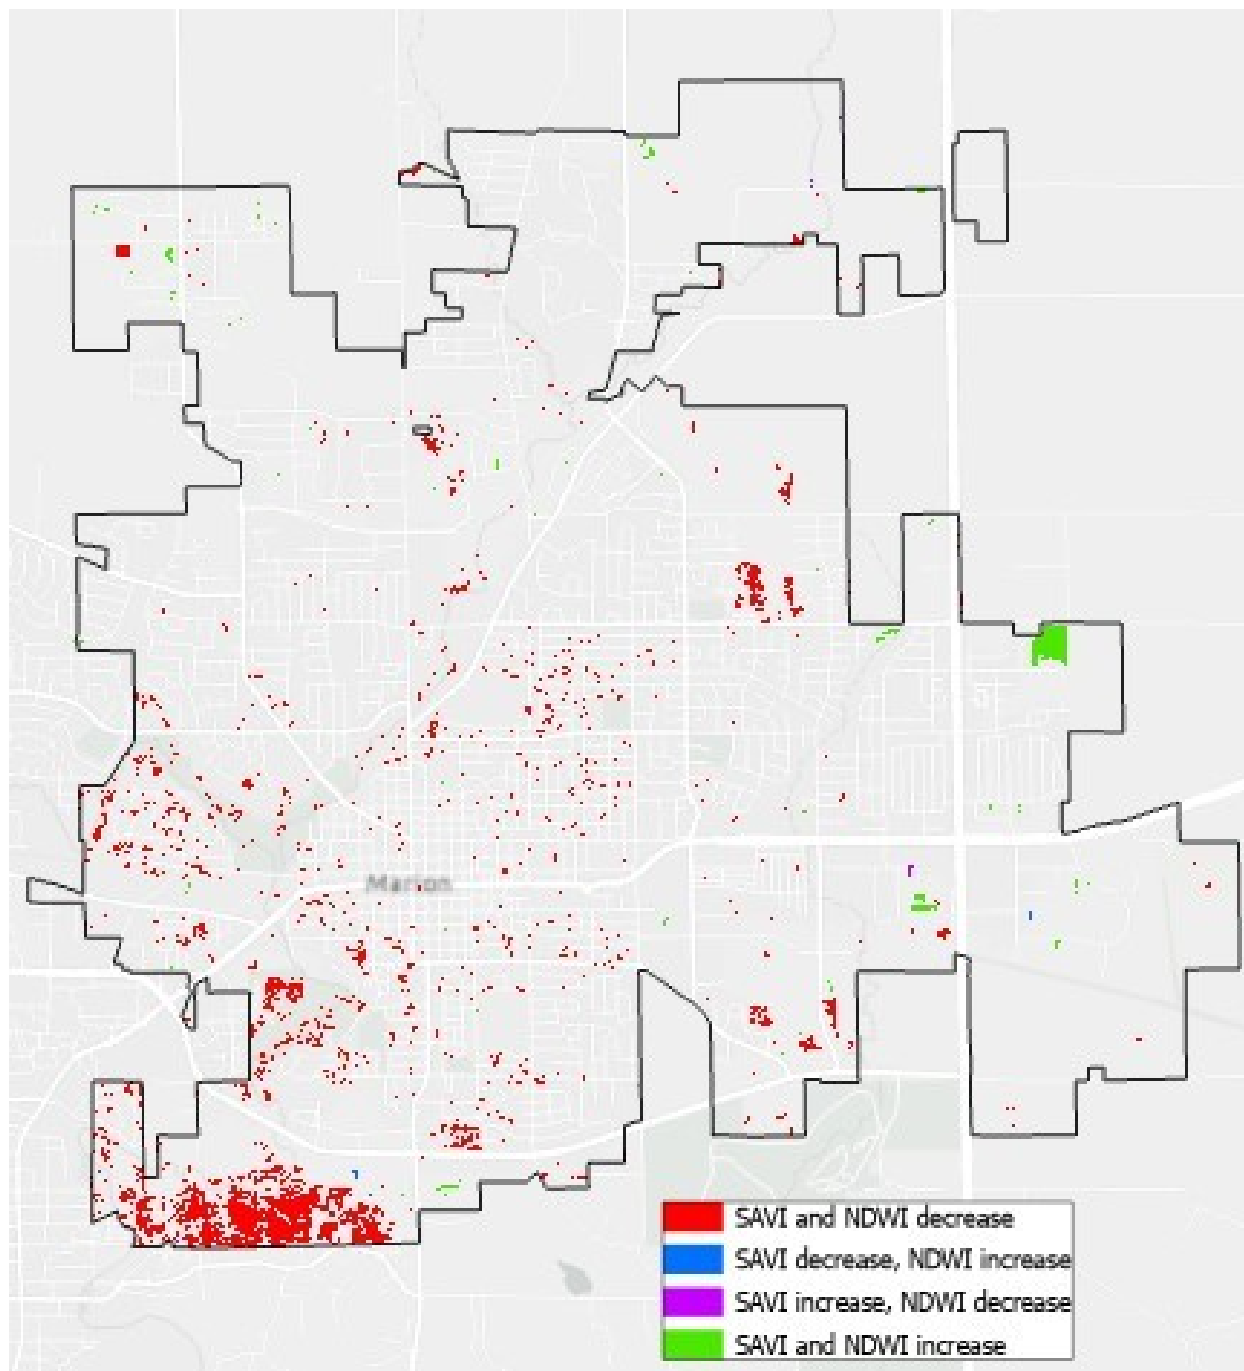 Marion
SAVI and NDWI decrease
SAVI decrease, NDWI increase
SAVI increase, NDWI decrease
SAVI and NDWI increase